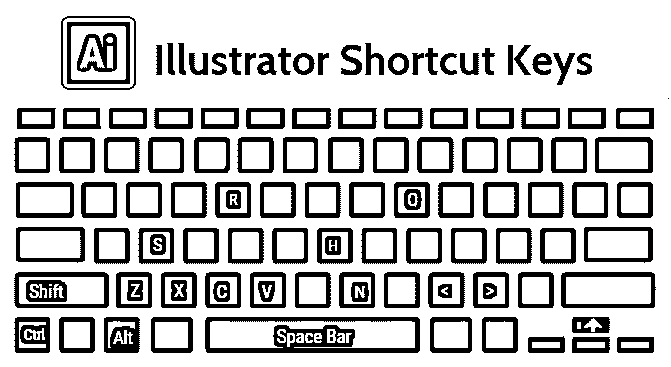 Ai Illustrator Shortcut Keys
R O
S H
Shift Z X C V N < >
Ctrl Alt Space Bar